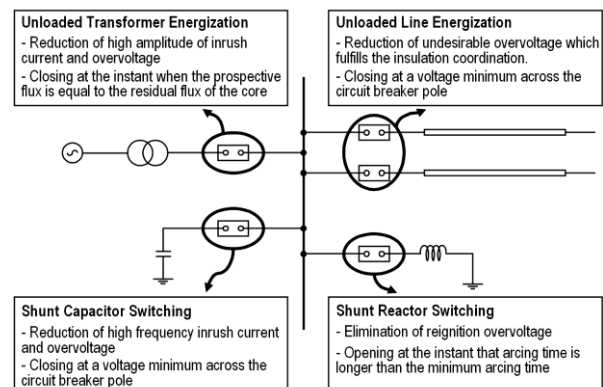 Unloaded Transformer Energization
- Reduction of high amplitude of inrush
current and overvoltage
- Closing at the instant when the prospective
flux is equal to the residual flux of the core
Unloaded Line Energization
- Reduction of undesirable overvoltage which
fulfills the insulation coordination.
- Closing at a voltage minimum across the
circuit breaker pole
Shunt Capacitor Switching
- Reduction of high frequency inrush current
and overvoltage
- Closing at a voltage minimum across the
circuit breaker pole
Shunt Reactor Switching
- Elimination of reignition overvoltage
- Opening at the instant that arcing time is
longer than the minimum arcing time